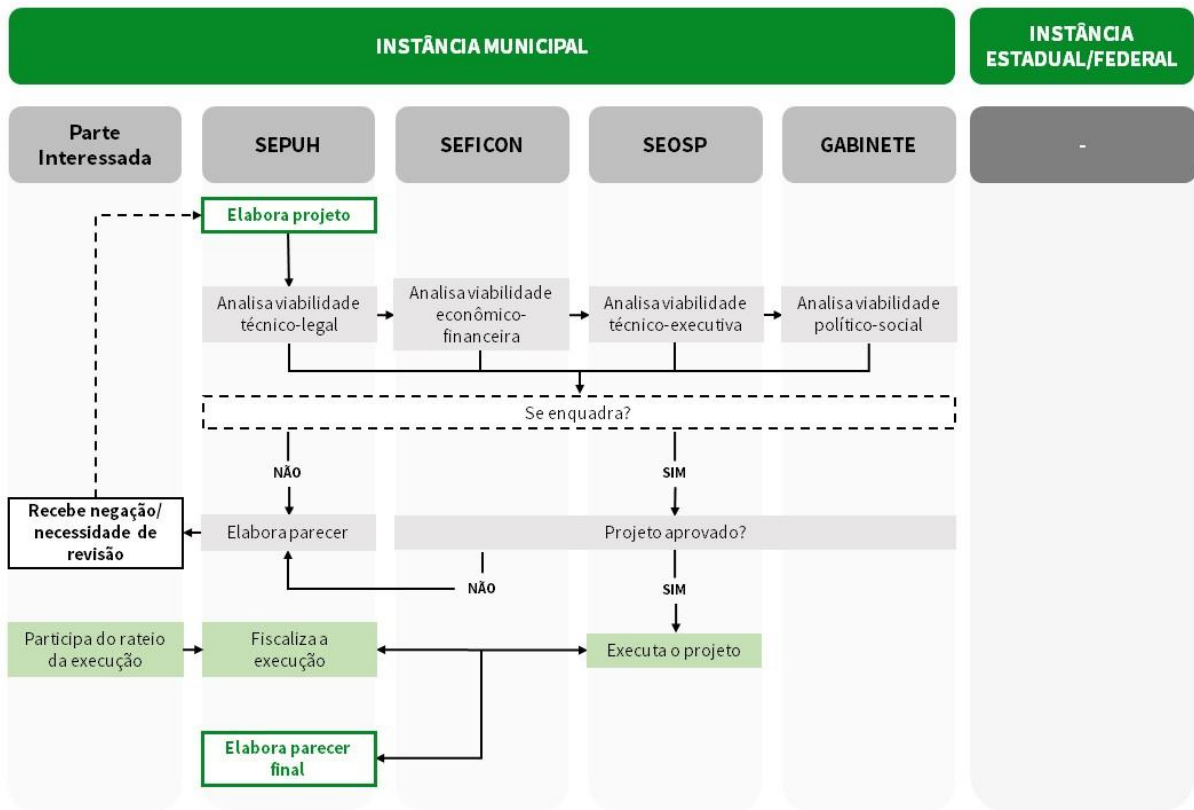 INSTÂNCIA MUNICIPAL
INSTÂNCIA
ESTADUAL/FEDERAL
Parte
Interessada
SEPUH
SEFICON
SEOSP
GABINETE
-
Elabora projeto
Analisa viabilidade
técnico-legal
Analisa viabilidade
econômico-
financeira
Analisa viabilidade
técnico-executiva
Analisa viabilidade
político-social
Se enquadra?
NÃO
SIM
Recebe negação/
necessidade de
revisão
Elabora parecer
Projeto aprovado?
NÃO
SIM
Participa do rateio
da execução
Fiscaliza a
execução
Executa o projeto
Elabora parecer
final